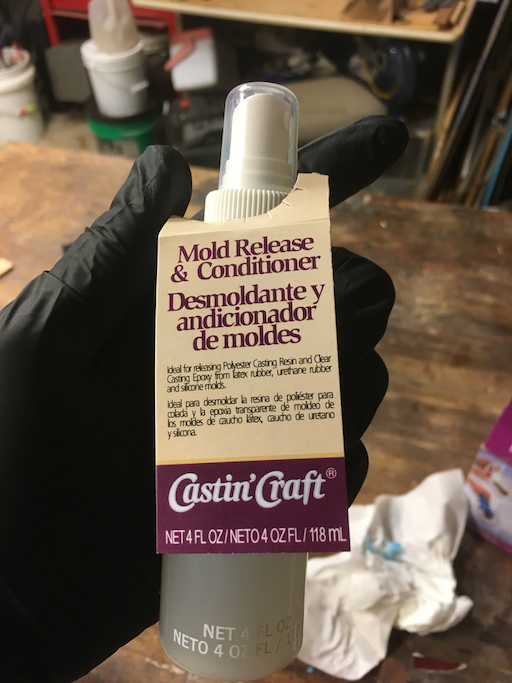 Mold Release
& Conditioner
Desmoldante y
andicionador
de moldes
Ideal for releasing Polyester Casting Resin and Clear
Casting Epoxy from latex rubber, urethane rubber
and silicone molds.
Ideal para desmoldar la resina de poliéster para
colada y la epoxia transparente de moldeo de
los moldes de caucho látex, caucho de uretano
y silicona.
Castin'Craft®
NET 4 FL OZ / NETO 4 OZ FL / 118 mL
NET 4 FL OZ
NETO 4 OZ FL / 1